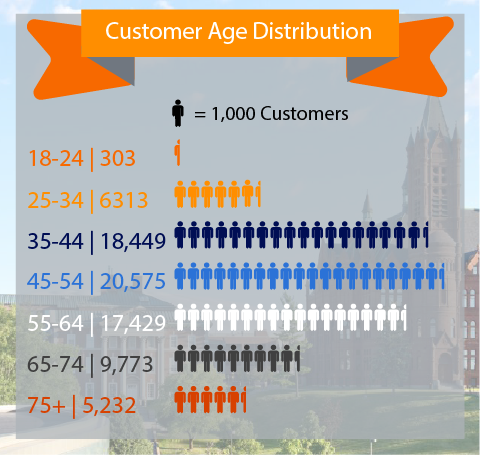 Customer Age Distribution
= 1,000 Customers
18-24 | 303
25-34 | 6313
35-44 | 18,449
45-54 | 20,575
55-64 | 17,429
65-74 | 9,773
75+ | 5,232